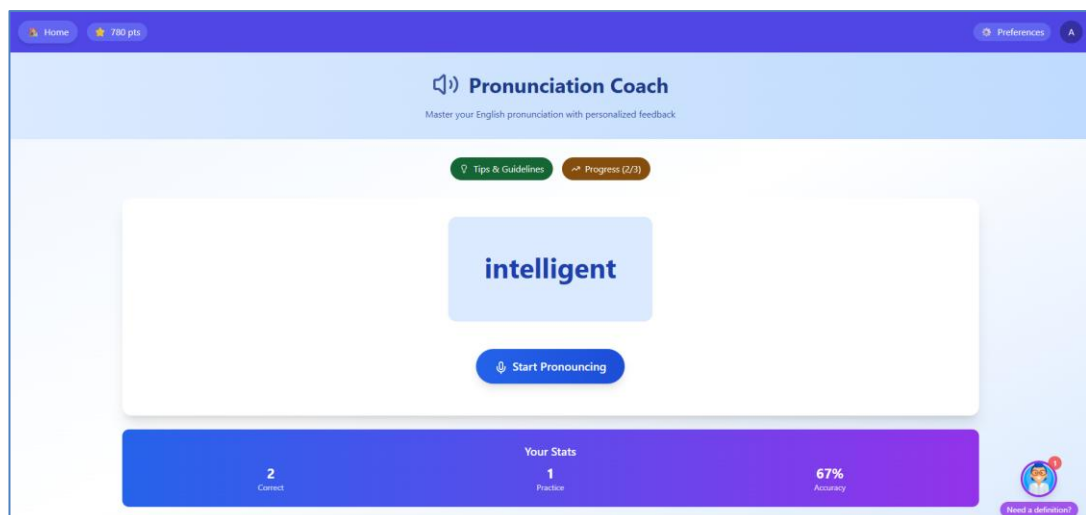 Home
780 pts
Preferences
A
Pronunciation Coach
Master your English pronunciation with personalized feedback
Tips & Guidelines
Progress (2/3)
intelligent
Start Pronouncing
Your Stats
2
Correct
1
Practice
67%
Accuracy
1
Need a definition?